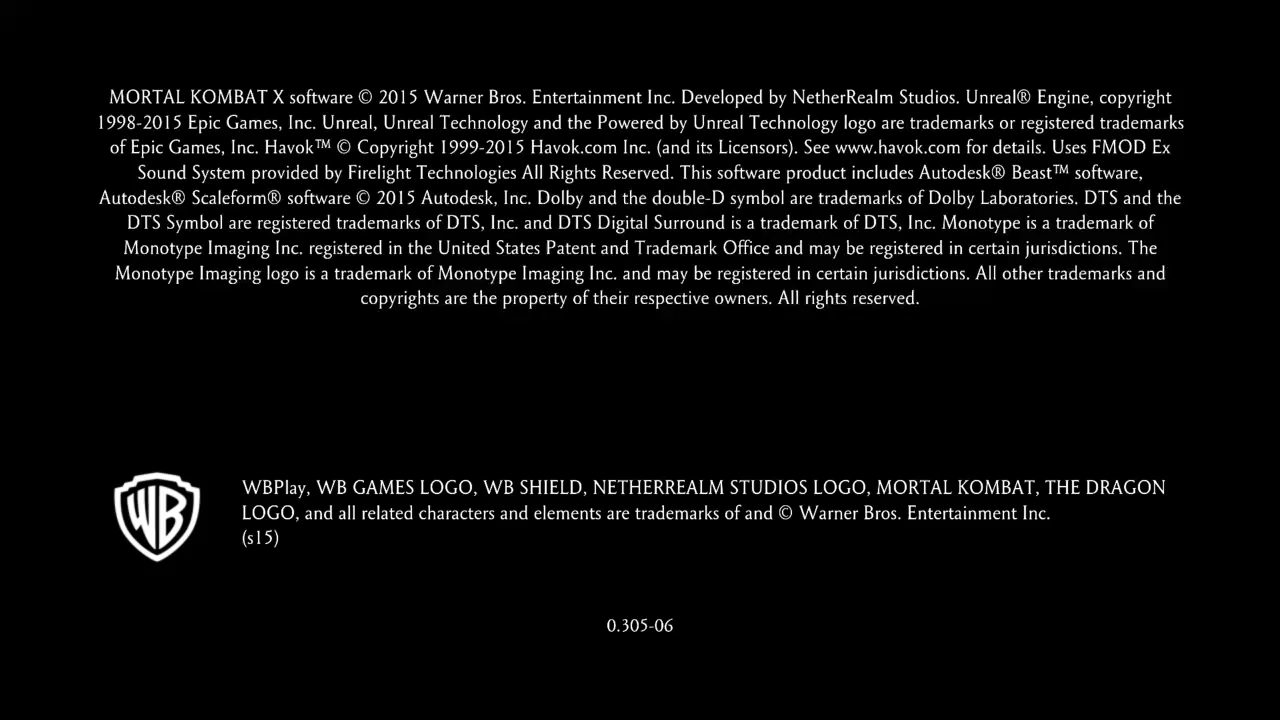 MORTAL KOMBAT X software © 2015 Warner Bros. Entertainment Inc. Developed by NetherRealm Studios. Unreal® Engine, copyright
1998-2015 Epic Games, Inc. Unreal, Unreal Technology and the Powered by Unreal Technology logo are trademarks or registered trademarks
of Epic Games, Inc. Havok™ © Copyright 1999-2015 Havok.com Inc. (and its Licensors). See www.havok.com for details. Uses FMOD Ex
Sound System provided by Firelight Technologies All Rights Reserved. This software product includes Autodesk® Beast™ software,
Autodesk® Scaleform® software © 2015 Autodesk, Inc. Dolby and the double-D symbol are trademarks of Dolby Laboratories. DTS and the
DTS Symbol are registered trademarks of DTS, Inc. and DTS Digital Surround is a trademark of DTS, Inc. Monotype is a trademark of
Monotype Imaging Inc. registered in the United States Patent and Trademark Office and may be registered in certain jurisdictions. The
Monotype Imaging logo is a trademark of Monotype Imaging Inc. and may be registered in certain jurisdictions. All other trademarks and
copyrights are the property of their respective owners. All rights reserved.
WB
WBPlay, WB GAMES LOGO, WB SHIELD, NETHERREALM STUDIOS LOGO, MORTAL KOMBAT, THE DRAGON
LOGO, and all related characters and elements are trademarks of and © Warner Bros. Entertainment Inc.
(s15)
0.305-06